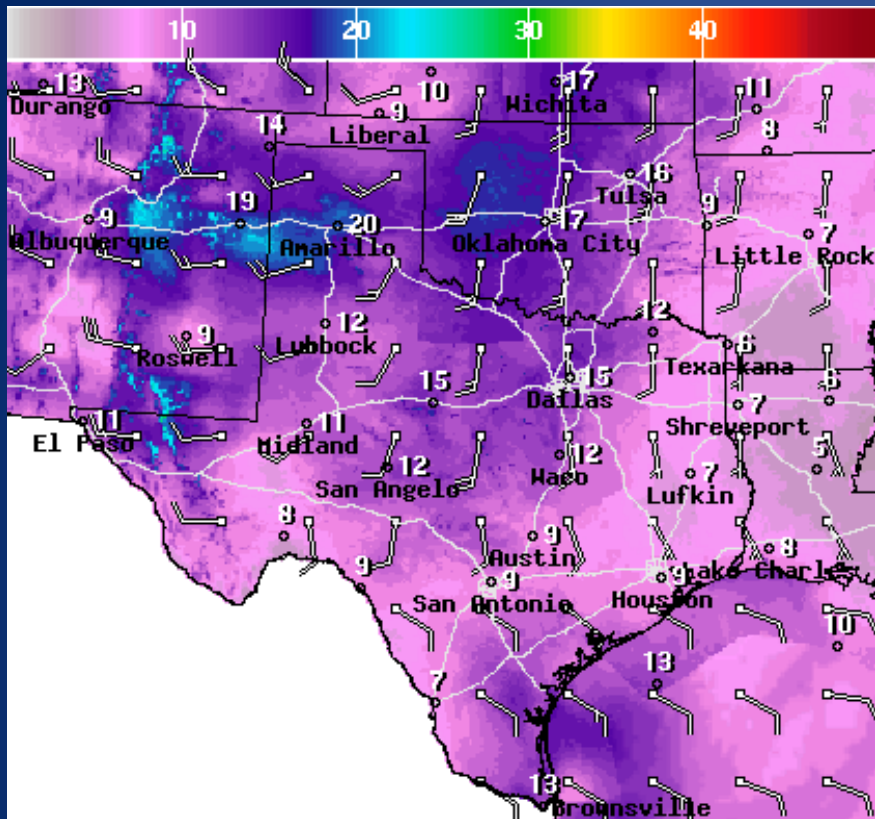 10 20 30 40
13 Durango
17 Wichita
10
11
9 Liberal
14
8
16 Tulsa
19
20 Amarillo
9 Albuquerque
17 Oklahoma City
9
7 Little Rock
12 Lubbock
9 Roswell
12
6 Texarkana
15
15 Dallas
6
7 Shreveport
11 El Paso
11 Midland
12 San Angelo
12 Waco
7 Lufkin
5
8
9 Austin
8 Lake Charles
9
9 San Antonio
9 Houston
10
13
7
13 Brownsville